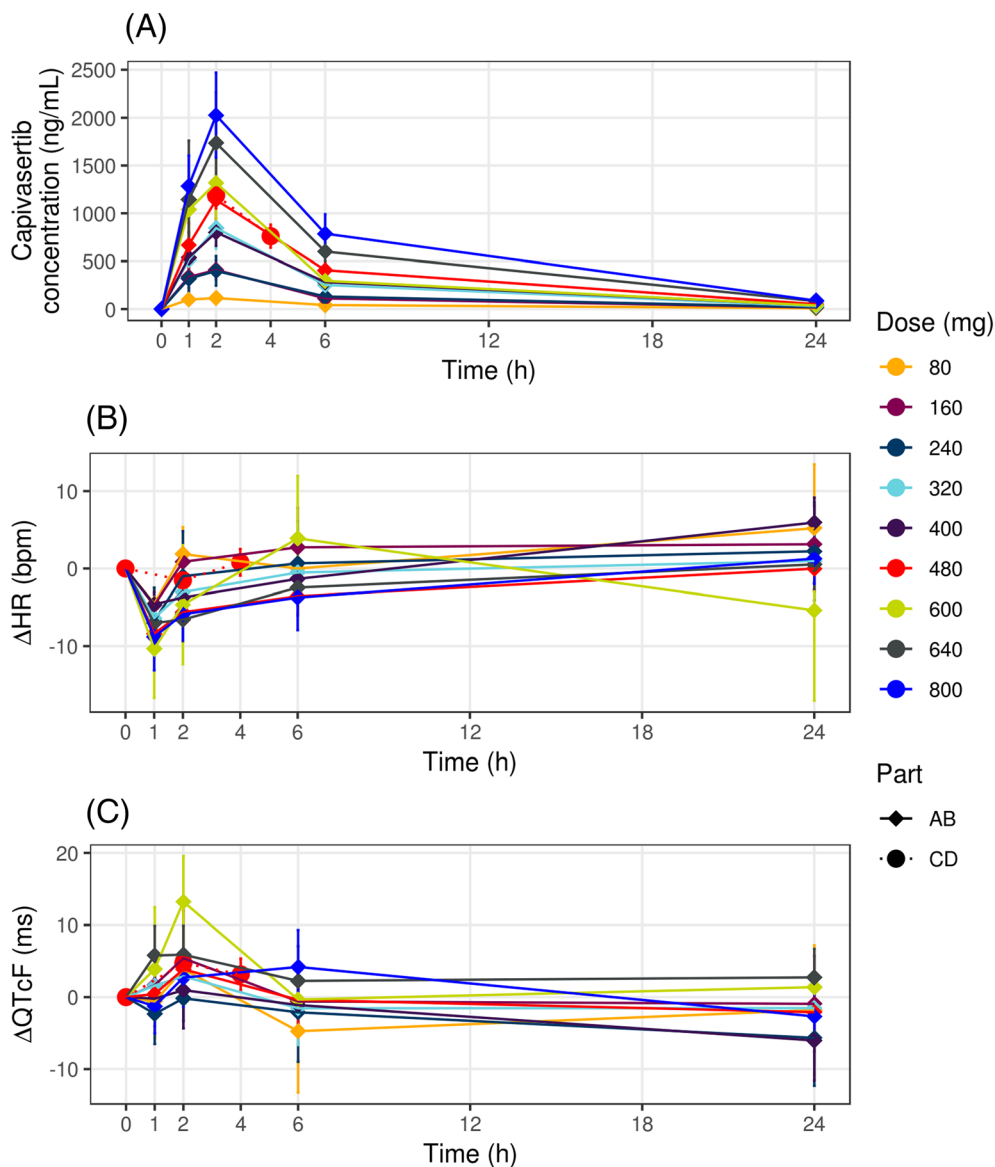 (A)
2500
2000
1500
1000
500
0
Capivasertib
concentration (ng/mL)
0 1 2 4 6 12 18 24
Time (h)
(B)
10
0
-10
ΔHR (bpm)
0 1 2 4 6 12 18 24
Time (h)
(C)
20
10
0
-10
ΔQTcF (ms)
0 1 2 4 6 12 18 24
Time (h)
Dose (mg)
80
160
240
320
400
480
600
640
800
Part
AB
CD